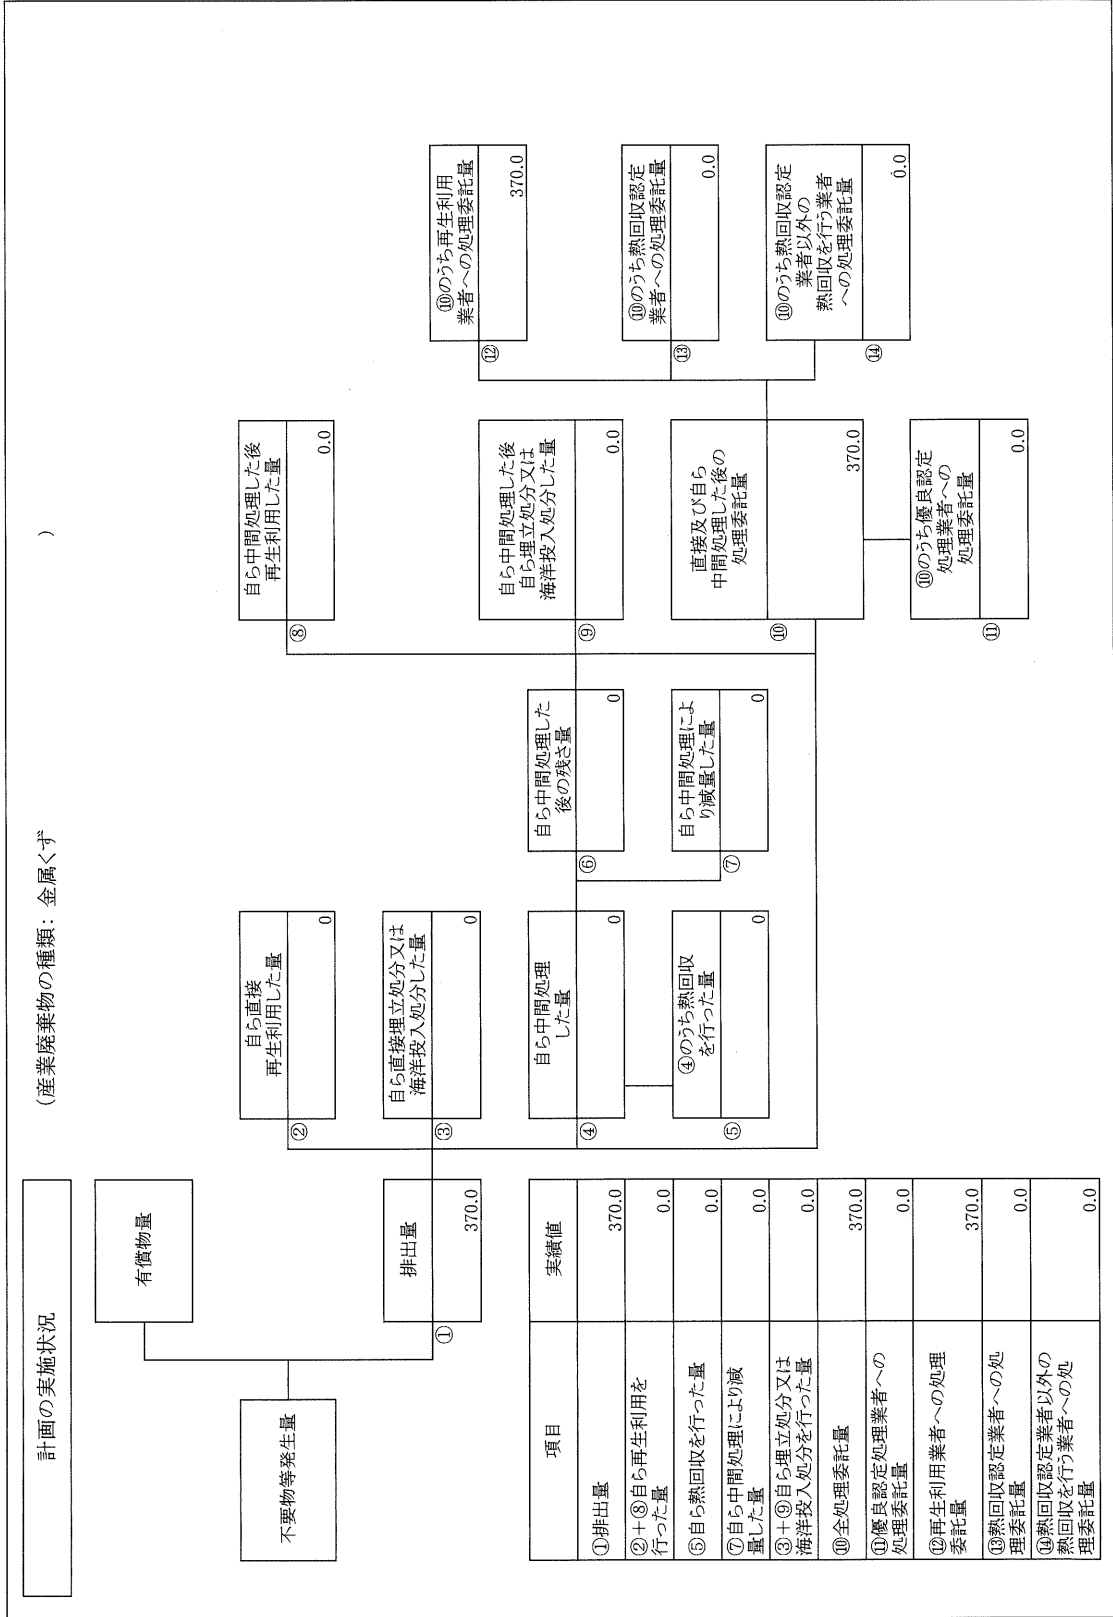 計画の実施状況
(産業廃棄物の種類: 金属くず
)
不要物等発生量
有償物量
①
排出量
370.0
②
自ら直接
再生利用した量
0
③
自ら直接埋立処分又は
海洋投入処分した量
0
④
自ら中間処理
した量
0
⑤
④のうち熱回収
を行った量
0
⑥
自ら中間処理した
後の残さ量
0
⑦
自ら中間処理によ
り減量した量
0
⑧
自ら中間処理した後
再生利用した量
0.0
⑨
自ら中間処理した後
自ら埋立処分又は
海洋投入処分した量
0.0
⑩
直接及び自ら
中間処理した後の
処理委託量
370.0
⑪
⑩のうち優良認定
処理業者への
処理委託量
0.0
⑫
⑩のうち再生利用
業者への処理委託量
370.0
⑬
⑩のうち熱回収認定
業者への処理委託量
0.0
⑭
⑩のうち熱回収認定
業者以外の
熱回収を行う業者
への処理委託量
0.0
項目
実績値
①排出量
370.0
②+⑧自ら再生利用を
行った量
0.0
⑤自ら熱回収を行った量
0.0
⑦自ら中間処理により減
量した量
0.0
③+⑨自ら埋立処分又は
海洋投入処分を行った量
0.0
⑩全処理委託量
370.0
⑪優良認定処理業者への
処理委託量
0.0
⑫再生利用業者への処理
委託量
370.0
⑬熱回収認定業者への処
理委託量
0.0
⑭熱回収認定業者以外の
熱回収を行う業者への処
理委託量
0.0